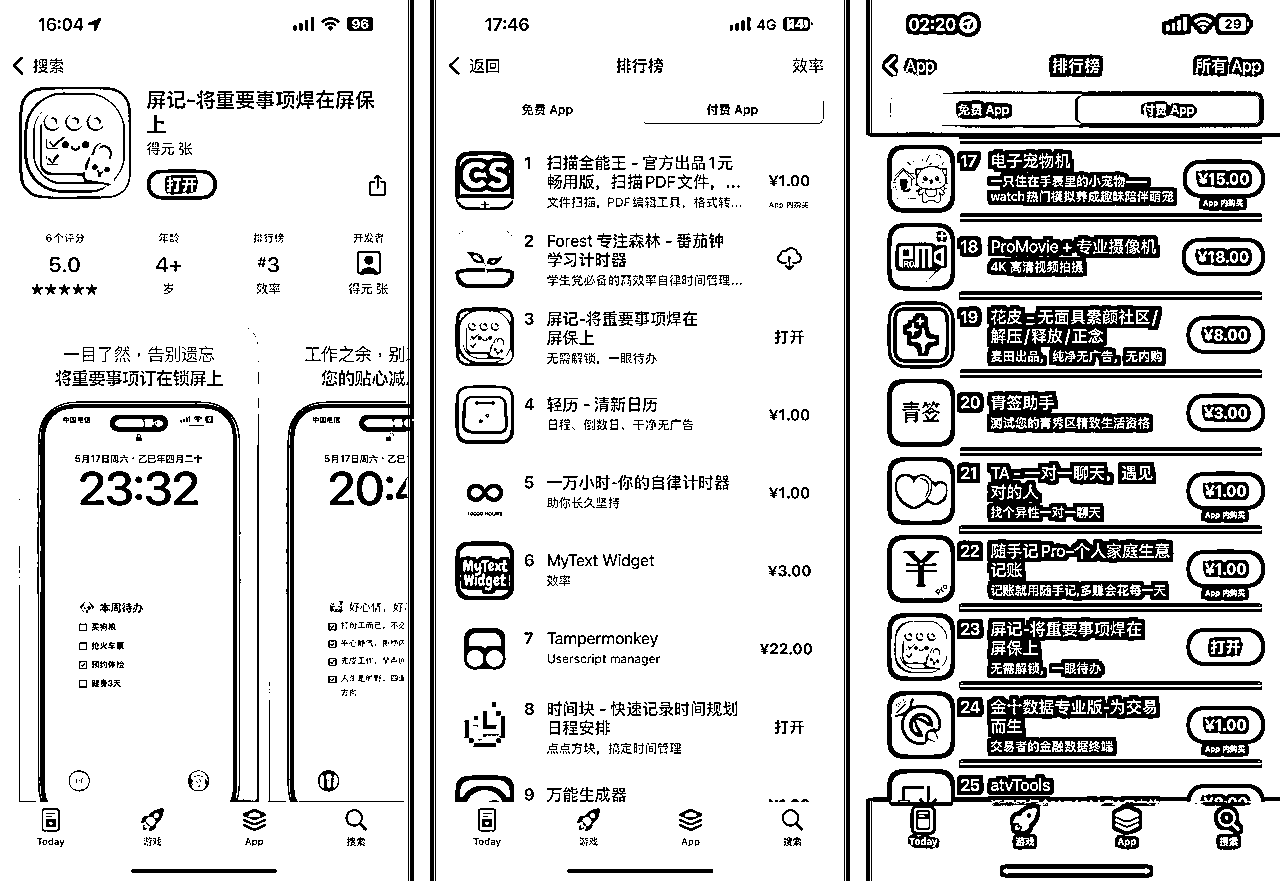 16:04
96
搜索
屏记-将重要事项焊在屏保
上
得元 张
打开
6个评分
年龄
排行榜
开发者
5.0
4+
#3
★★★★★
岁
效率
得元 张
一目了然，告别遗忘
将重要事项订在锁屏上
中国电信
5月17日周六·乙巳年四月二十
23:32
本周待办
买狗粮
抢火车票
预约体检
健身3天
工作之余，别
您的贴心减
中国电信
5月17日周六·乙巳
20:4
好心情，好
方向
Today
游戏
App
搜索
17:46
4G
返回
排行榜
效率
免费 App
付费 App
1
扫描全能王 - 官方出品1元
畅用版，扫描PDF文件，...
文件扫描，PDF编辑工具，格式转...
¥1.00
App 内购买
2
Forest 专注森林 - 番茄钟
学习计时器
学生党必备的高效率自律时间管理...
3
屏记-将重要事项焊在
屏保上
无需解锁，一眼待办
打开
4
轻历 - 清新日历
日程、倒数日、干净无广告
¥1.00
5
一万小时-你的自律计时器
助你长久坚持
¥1.00
10000 HOURS
6
MyText Widget
效率
¥3.00
MyText
Widget
7
Tampermonkey
Userscript manager
¥22.00
8
时间块 - 快速记录时间规划
日程安排
点点方块，搞定时间管理
打开
9
万能生成器
Today
游戏
App
搜索
02:20
29
App
排行榜
所有 App
免费 App
付费 App
17
电子宠物机
一只住在手表里的小宠物——
watch热门模拟养成趣味陪伴萌宠
¥15.00
App 内购买
18
ProMovie + 专业摄像机
4K 高清视频拍摄
¥18.00
19
花皮 - 无面具素颜社区/
解压/释放/正念
麦田出品，纯净无广告，无内购
¥8.00
20
青签助手
测试您的青秀区精致生活资格
¥3.00
青签
21
TA - 一对一聊天，遇见
对的人
找个异性一对一聊天
¥1.00
App 内购买
22
随手记 Pro-个人家庭生意
记账
记账就用随手记,多赚会花每一天
¥1.00
App 内购买
23
屏记-将重要事项焊在
屏保上
无需解锁，一眼待办
打开
24
金十数据专业版-为交易
而生
交易者的金融数据终端
¥1.00
App 内购买
25
atvTools
Today
游戏
App
搜索